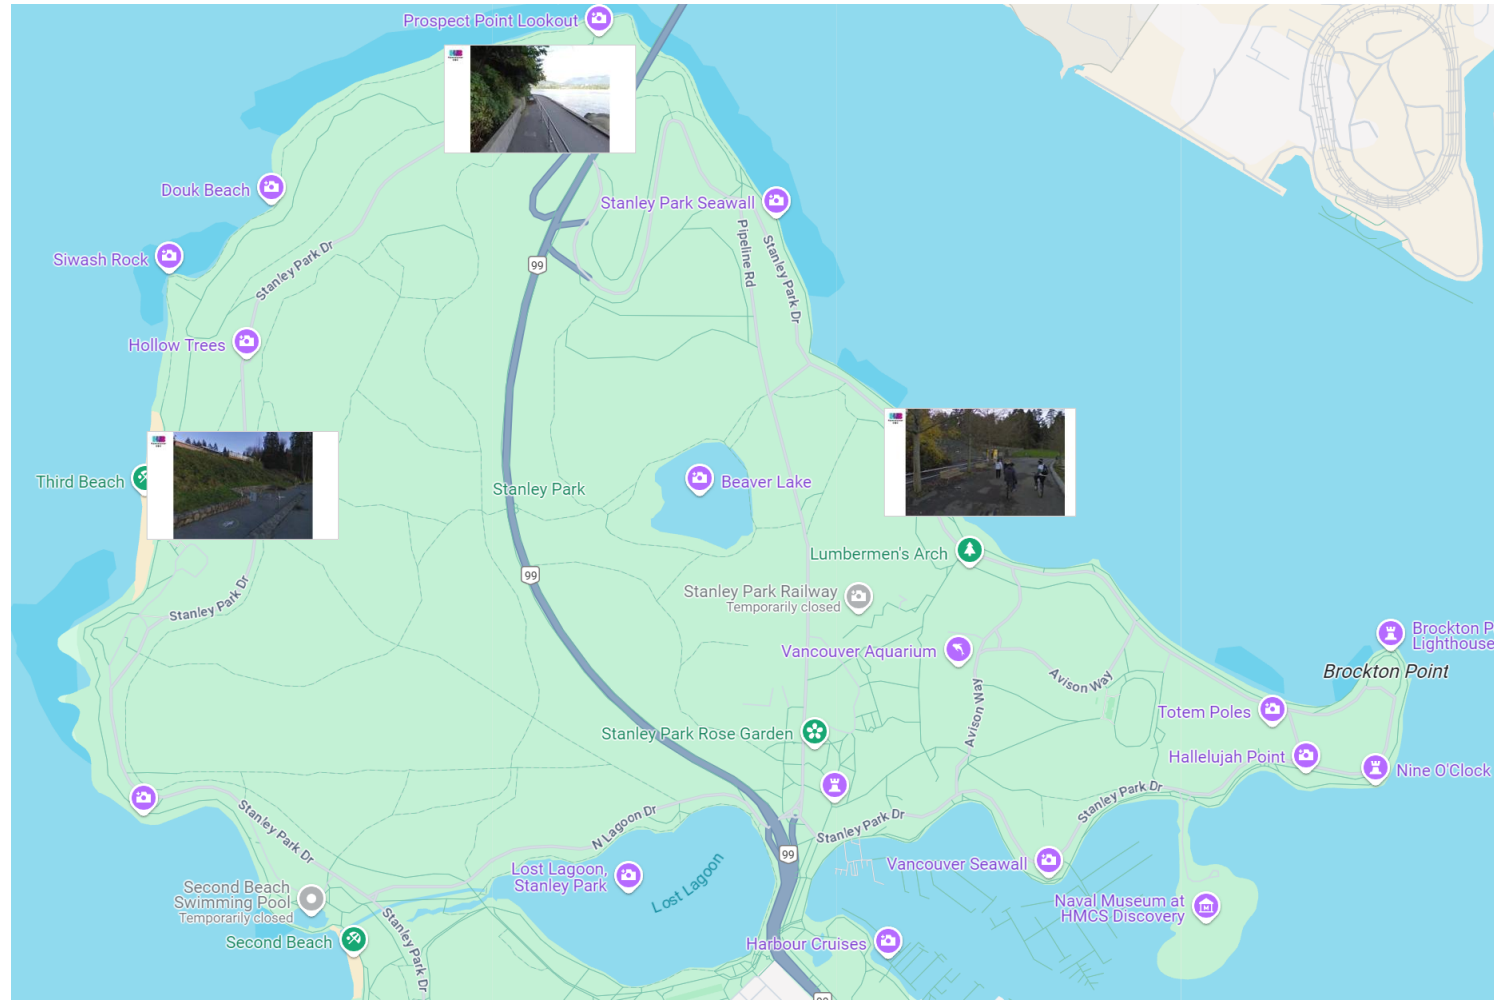 Prospect Point Lookout
Douk Beach
Stanley Park Seawall
Siwash Rock
Stanley Park Dr
Pipeline Rd
Stanley Park Dr
99
Hollow Trees
Third Beach
Stanley Park
Beaver Lake
99
Lumbermen's Arch
Stanley Park Railway
Temporarily closed
Stanley Park Dr
Vancouver Aquarium
Avison Way
Brockton P
Lighthouse
Brockton Point
Avison Way
Totem Poles
Stanley Park Rose Garden
Hallelujah Point
Nine O'Clock
Stanley Park Dr
Stanley Park Dr
N Lagoon Dr
Stanley Park Dr
99
Vancouver Seawall
Lost Lagoon,
Stanley Park
Lost Lagoon
Second Beach
Swimming Pool
Temporarily closed
Naval Museum at
HMCS Discovery
Second Beach
Stanley Park Dr
Harbour Cruises